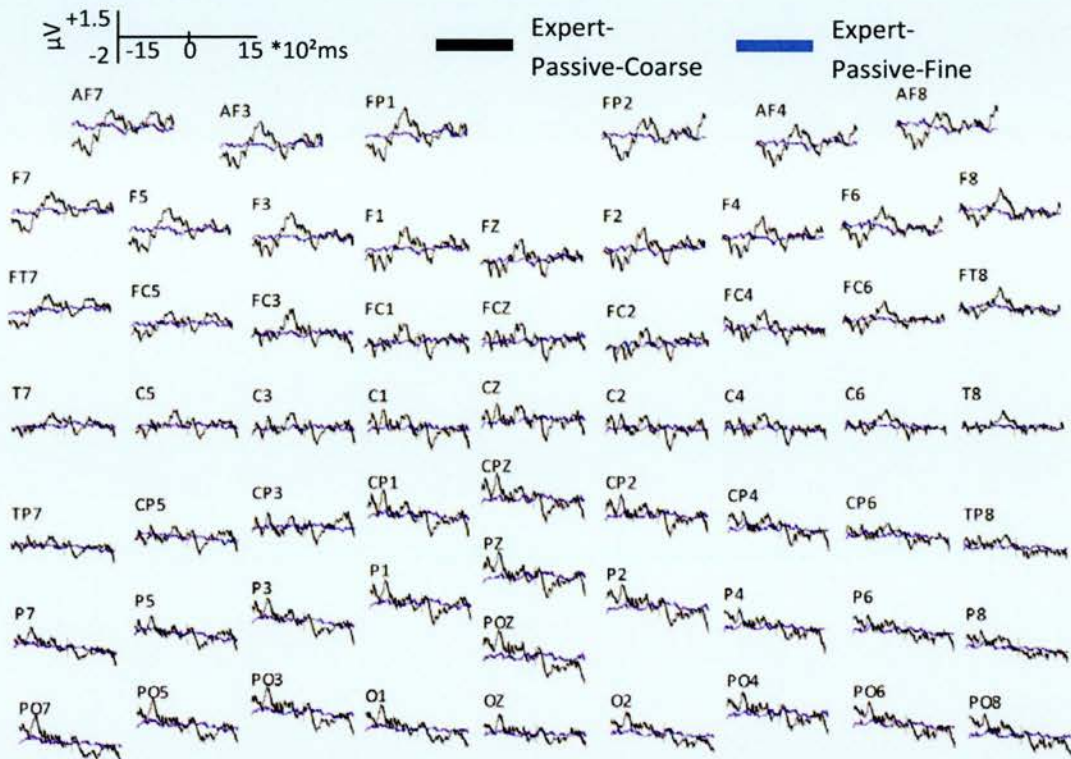 +1.5
μV
-2
-15 0 15 *10²ms
Expert-
Passive-Coarse
Expert-
Passive-Fine
AF7 AF3 FP1 FP2 AF4 AF8
F7 F5 F3 F1 FZ F2 F4 F6 F8
FT7 FC5 FC3 FC1 FCZ FC2 FC4 FC6 FT8
T7 C5 C3 C1 CZ C2 C4 C6 T8
TP7 CP5 CP3 CP1 CPZ CP2 CP4 CP6 TP8
P7 P5 P3 P1 PZ P2 P4 P6 P8
POZ
PO7 PO5 PO3 O1 OZ O2 PO4 PO6 PO8